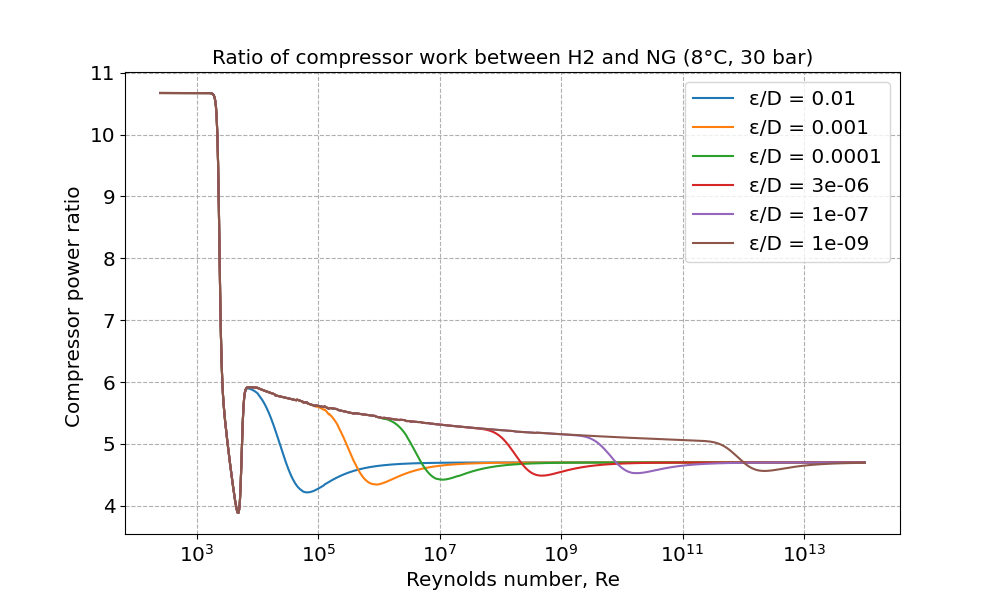 Ratio of compressor work between H2 and NG (8°C, 30 bar)
11
10
9
8
7
6
5
4
Compressor power ratio
ε/D = 0.01
ε/D = 0.001
ε/D = 0.0001
ε/D = 3e-06
ε/D = 1e-07
ε/D = 1e-09
10³ 10⁵ 10⁷ 10⁹ 10¹¹ 10¹³
Reynolds number, Re